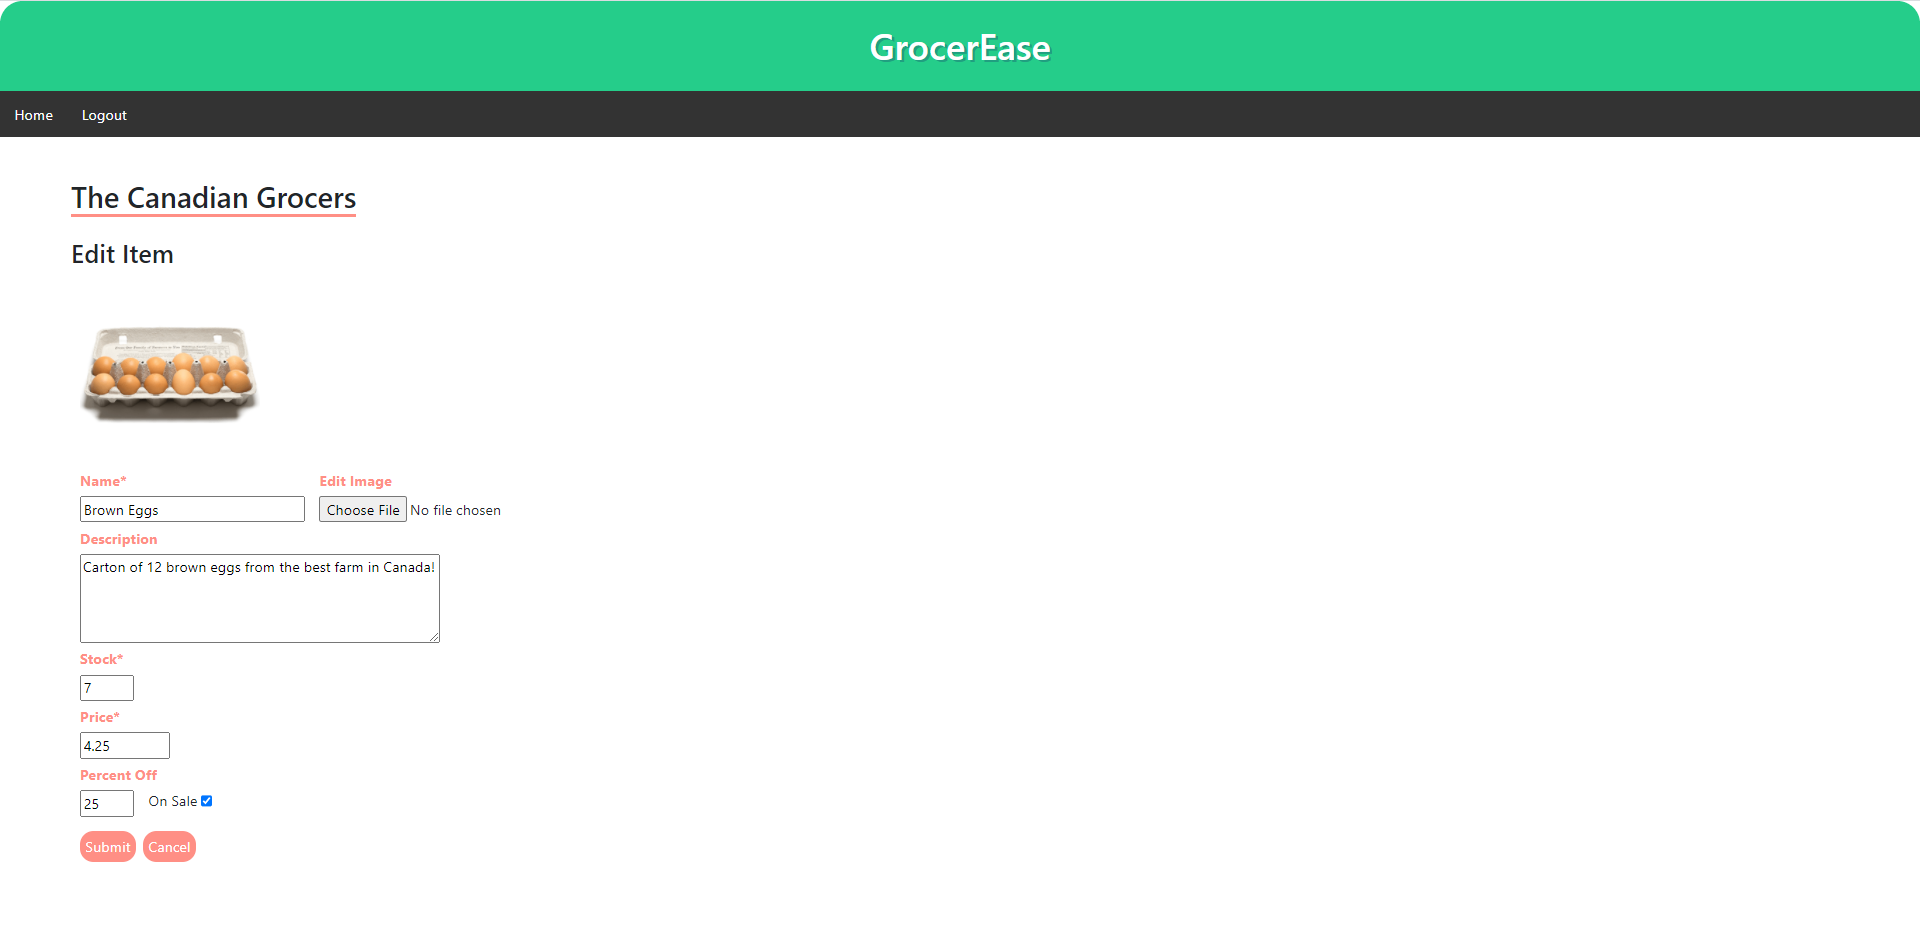 GrocerEase
Home Logout
The Canadian Grocers
Edit Item
Name* Edit Image
Brown Eggs Choose File No file chosen
Description
Carton of 12 brown eggs from the best farm in Canada!
Stock*
7
Price*
4.25
Percent Off
25 On Sale
Submit Cancel